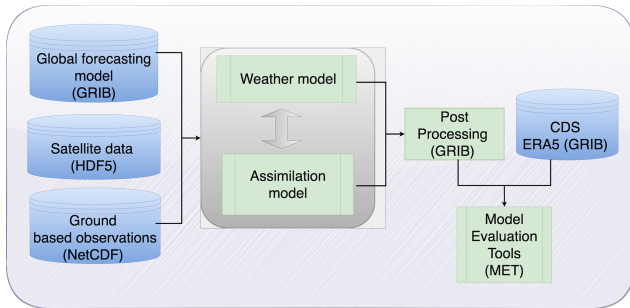 Global forecasting
model
(GRIB)
Satellite data
(HDF5)
Ground
based observations
(NetCDF)
Weather model
Assimilation
model
Post
Processing
(GRIB)
CDS
ERA5 (GRIB)
Model
Evaluation
Tools
(MET)